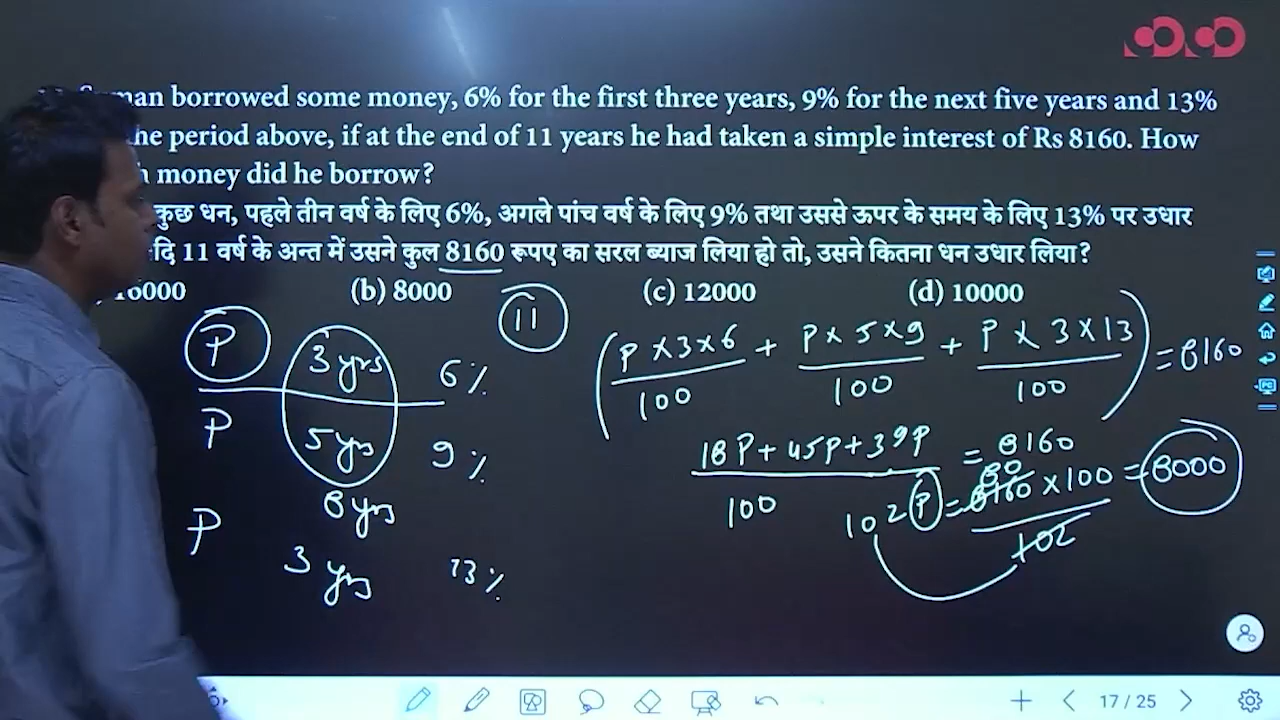 man borrowed some money, 6% for the first three years, 9% for the next five years and 13%
he period above, if at the end of 11 years he had taken a simple interest of Rs 8160. How
money did he borrow?
कुछ धन, पहले तीन वर्ष के लिए 6%, अगले पांच वर्ष के लिए 9% तथा उससे ऊपर के समय के लिए 13% पर उधार
दि 11 वर्ष के अन्त में उसने कुल 8160 रूपए का सरल ब्याज लिया हो तो, उसने कितना धन उधार लिया?
16000 (b) 8000 (c) 12000 (d) 10000
11
P 3 yrs 6%
P 5 yrs 9%
8 yrs
P 3 yrs 13%
(P×3×6/100 + P×5×9/100 + P×3×13/100) = 8160
18P+45P+39P/100 = 8160
102P = 8160×100/102 = 8000
80
17 / 25
PC